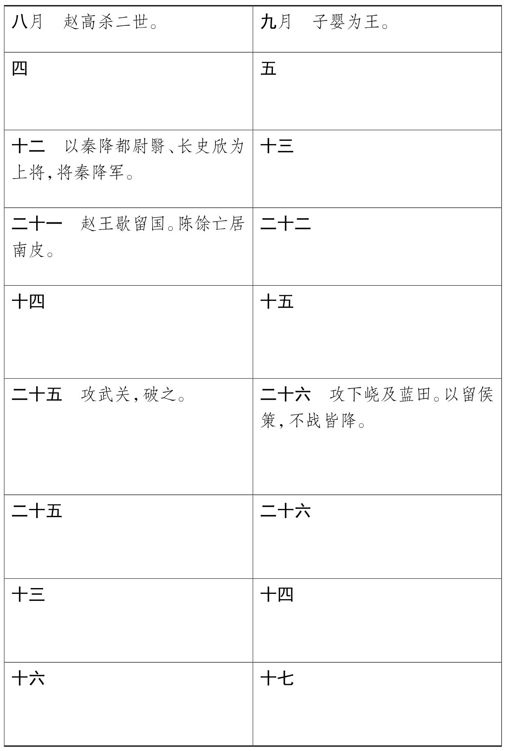 八月　赵高杀二世。
九月　子婴为王。
四
五
十二　以秦降都尉翳、长史欣为
上将，将秦降军。
十三
二十一　赵王歇留国。陈馀亡居
南皮。
二十二
十四
十五
二十五　攻武关，破之。
二十六　攻下峣及蓝田。以留侯
策，不战皆降。
二十五
二十六
十三
十四
十六
十七